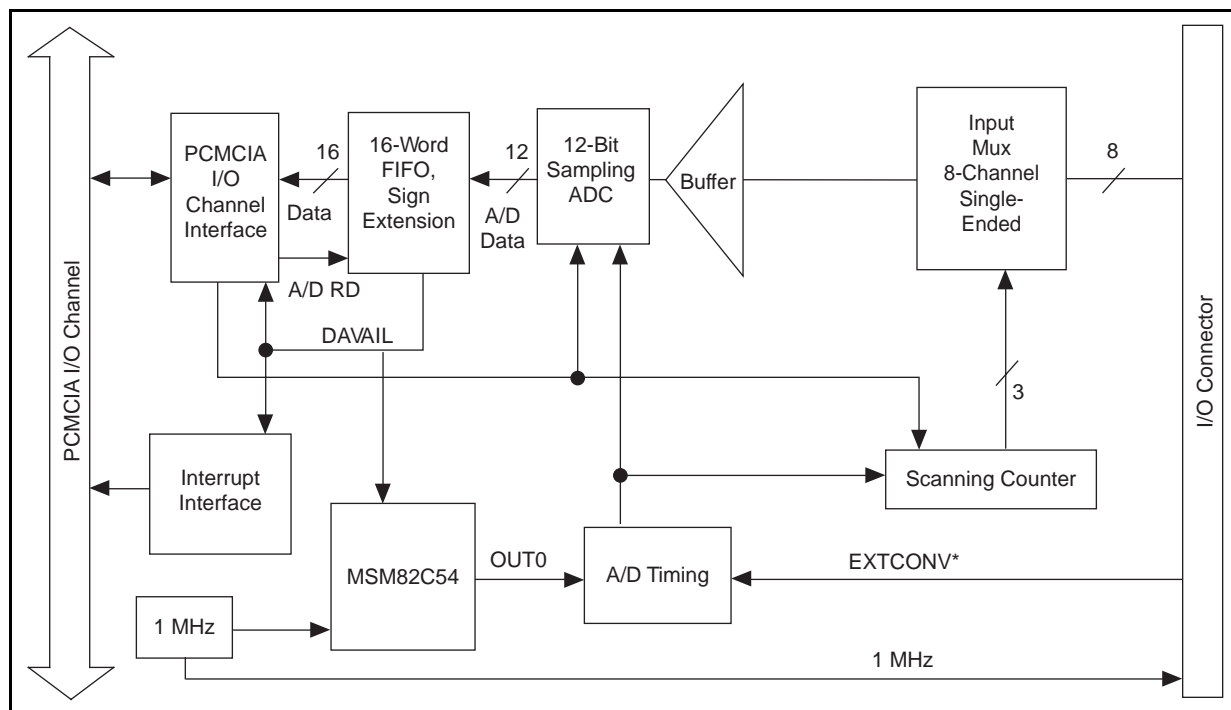 PCMCIA I/O Channel
PCMCIA
I/O
Channel
Interface
16
Data
A/D RD
16-Word
FIFO,
Sign
Extension
12
A/D
Data
12-Bit
Sampling
ADC
Buffer
Input
Mux
8-Channel
Single-
Ended
8
I/O Connector
DAVAIL
3
Interrupt
Interface
Scanning Counter
MSM82C54
OUT0
A/D Timing
EXTCONV*
1 MHz
1 MHz